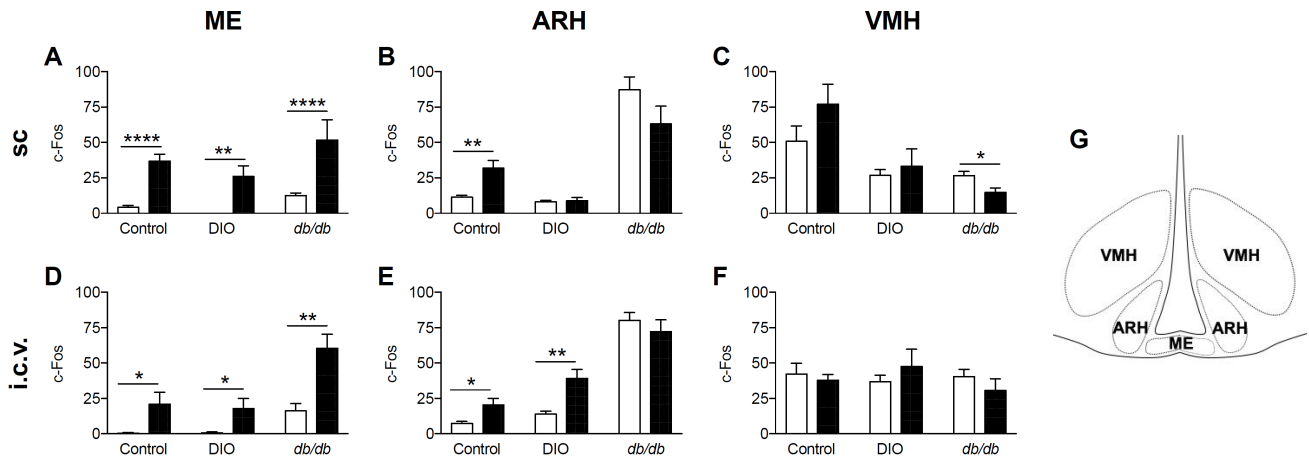 ME ARH VMH
sc
A
c-Fos
100
75
50
25
0
****
**
****
Control DIO db/db
B
c-Fos
100
75
50
25
0
**
Control DIO db/db
C
c-Fos
100
75
50
25
0
*
Control DIO db/db
i.c.v.
D
c-Fos
100
75
50
25
0
*
*
**
Control DIO db/db
E
c-Fos
100
75
50
25
0
*
**
Control DIO db/db
F
c-Fos
100
75
50
25
0
Control DIO db/db
G
VMH VMH
ARH ARH
ME